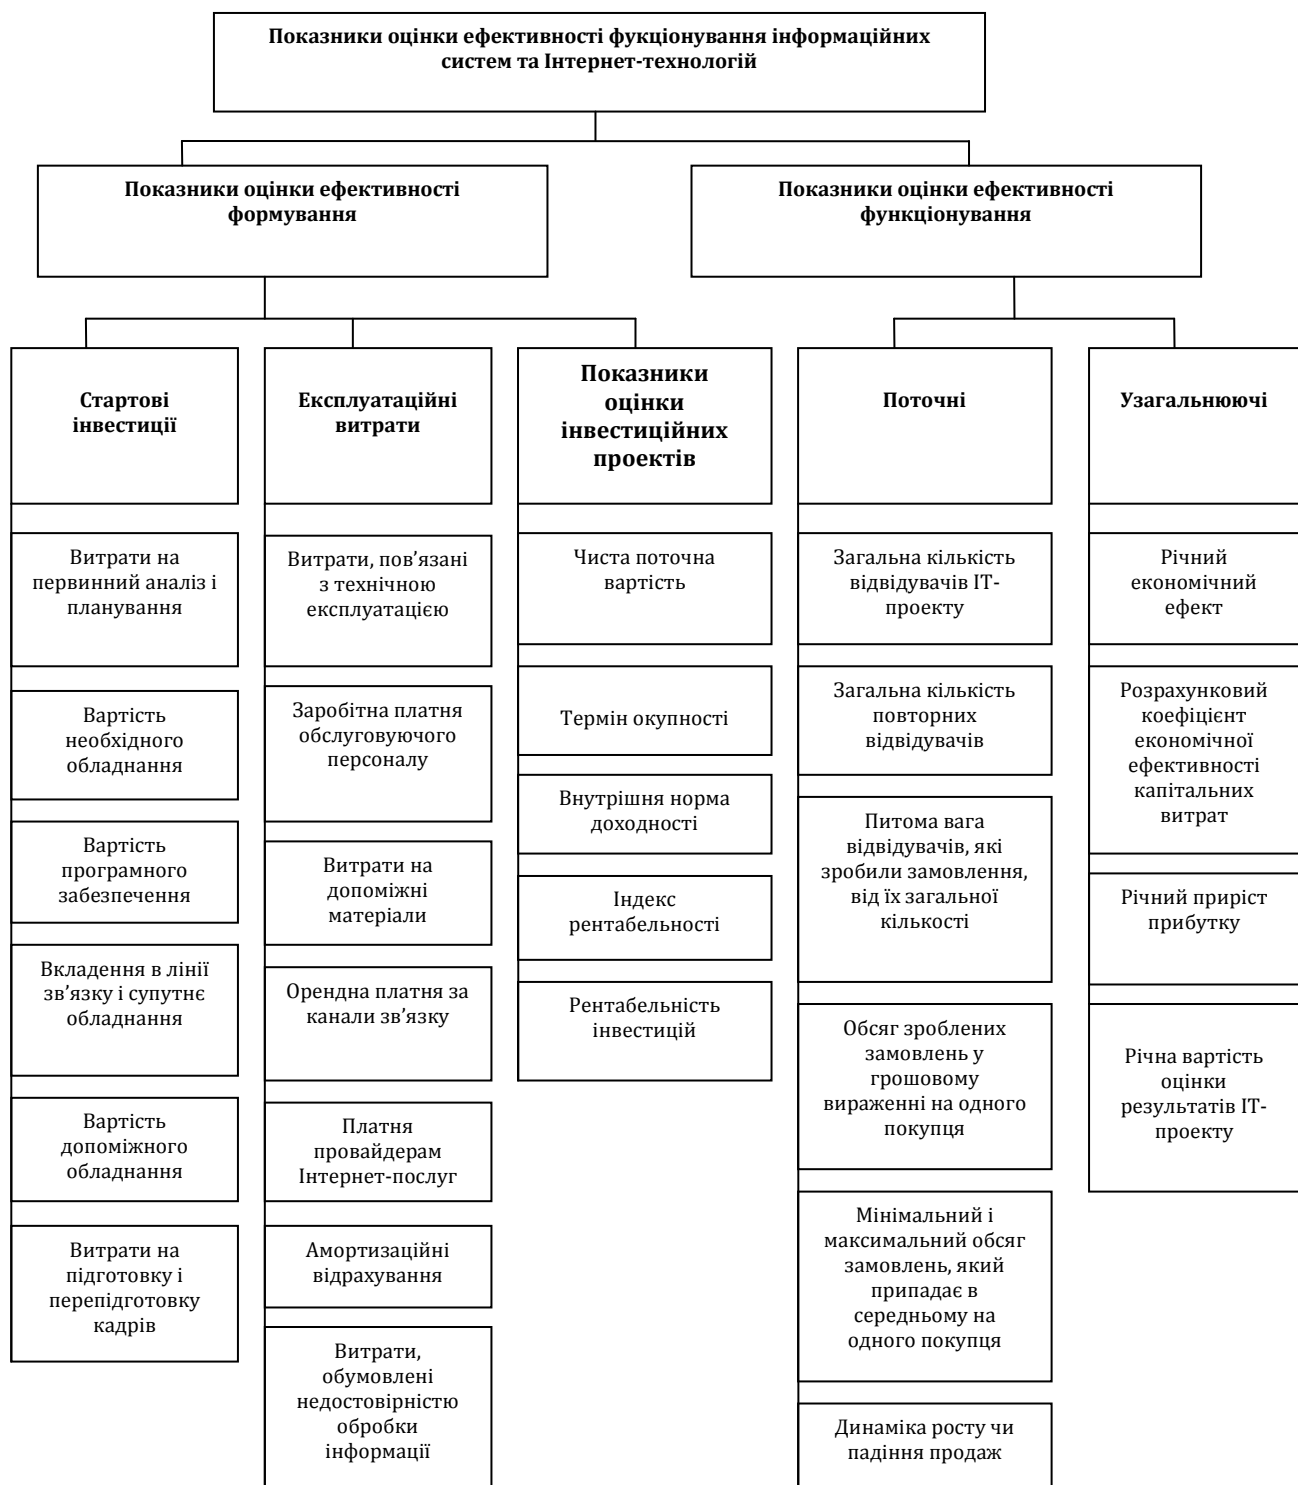 Показники оцінки ефективності фукціонування інформаційних
систем та Інтернет-технологій
Показники оцінки ефективності
формування
Показники оцінки ефективності
функціонування
Стартові
інвестиції
Експлуатаційні
витрати
Показники
оцінки
інвестиційних
проектів
Поточні
Узагальнюючі
Витрати на
первинний аналіз і
планування
Вартість
необхідного
обладнання
Вартість
програмного
забезпечення
Вкладення в лінії
зв’язку і супутнє
обладнання
Вартість
допоміжного
обладнання
Витрати на
підготовку і
перепідготовку
кадрів
Витрати, пов’язані
з технічною
експлуатацією
Заробітна платня
обслуговуючого
персоналу
Витрати на
допоміжні
матеріали
Орендна платня за
канали зв’язку
Платня
провайдерам
Інтернет-послуг
Амортизаційні
відрахування
Витрати,
обумовлені
недостовірністю
обробки
інформації
Чиста поточна
вартість
Термін окупності
Внутрішня норма
доходності
Індекс
рентабельності
Рентабельність
інвестицій
Загальна кількість
відвідувачів ІТ-
проекту
Загальна кількість
повторних
відвідувачів
Питома вага
відвідувачів, які
зробили замовлення,
від їх загальної
кількості
Обсяг зроблених
замовлень у
грошовому
вираженні на одного
покупця
Мінімальний і
максимальний обсяг
замовлень, який
припадає в
середньому на
одного покупця
Динаміка росту чи
падіння продаж
Річний
економічний
ефект
Розрахунковий
коефіцієнт
економічної
ефективності
капітальних
витрат
Річний приріст
прибутку
Річна вартість
оцінки
результатів ІТ-
проекту